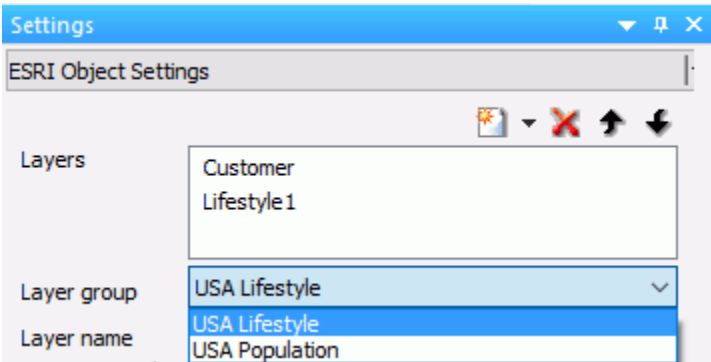 Settings
ESRI Object Settings
Layers
Customer
Lifestyle1
Layer group
USA Lifestyle
Layer name
USA Lifestyle
USA Population